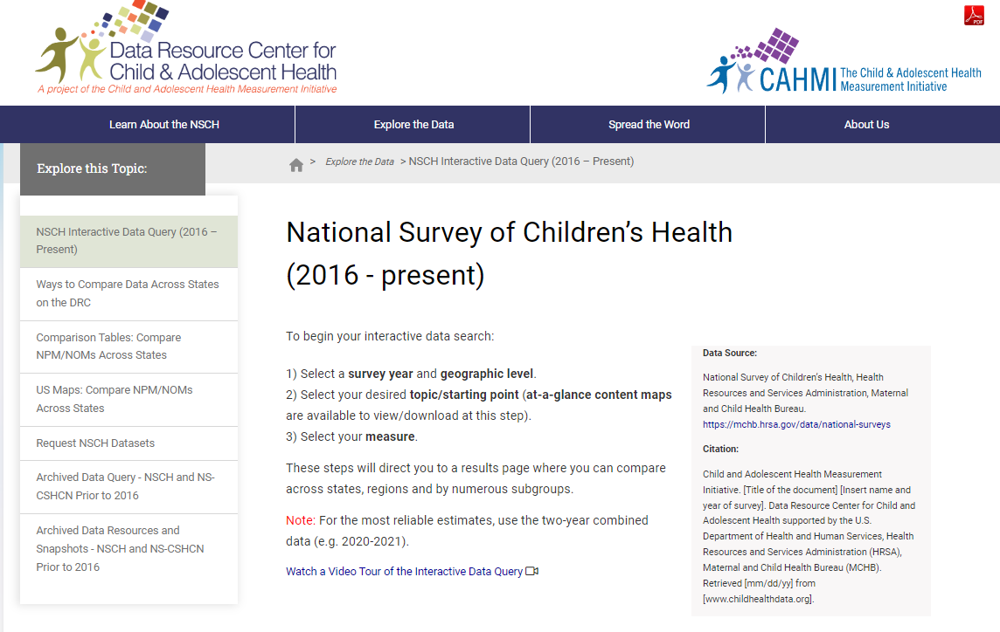 Data Resource Center for
Child & Adolescent Health
A project of the Child and Adolescent Health Measurement Initiative
PDF
CAHMI
The Child & Adolescent Health
Measurement Initiative
Learn About the NSCH
Explore the Data
Spread the Word
About Us
Explore this Topic:
> Explore the Data > NSCH Interactive Data Query (2016 – Present)
NSCH Interactive Data Query (2016 –
Present)
Ways to Compare Data Across States
on the DRC
Comparison Tables: Compare
NPM/NOMs Across States
US Maps: Compare NPM/NOMs
Across States
Request NSCH Datasets
Archived Data Query - NSCH and NS-
CSHCN Prior to 2016
Archived Data Resources and
Snapshots - NSCH and NS-CSHCN
Prior to 2016
National Survey of Children’s Health
(2016 - present)
To begin your interactive data search:
1) Select a survey year and geographic level.
2) Select your desired topic/starting point (at-a-glance content maps
are available to view/download at this step).
3) Select your measure.
These steps will direct you to a results page where you can compare
across states, regions and by numerous subgroups.
Note: For the most reliable estimates, use the two-year combined
data (e.g. 2020-2021).
Watch a Video Tour of the Interactive Data Query
Data Source:
National Survey of Children's Health, Health
Resources and Services Administration, Maternal
and Child Health Bureau.
https://mchb.hrsa.gov/data/national-surveys
Citation:
Child and Adolescent Health Measurement
Initiative. [Title of the document] [Insert name and
year of survey]. Data Resource Center for Child and
Adolescent Health supported by the U.S.
Department of Health and Human Services, Health
Resources and Services Administration (HRSA),
Maternal and Child Health Bureau (MCHB).
Retrieved [mm/dd/yy] from
[www.childhealthdata.org].